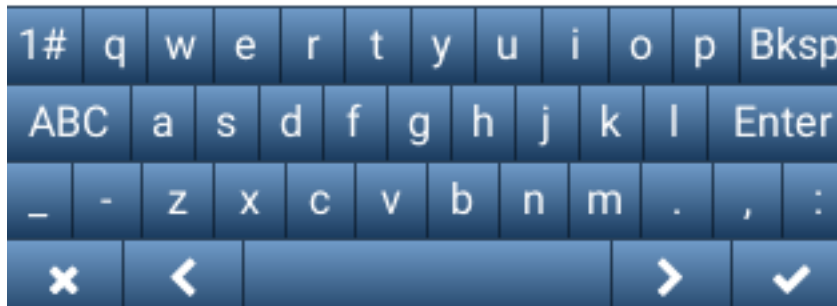 1# q w e r t y u i o p Bksp
ABC a s d f g h j k l Enter
_ - z x c v b n m . , :